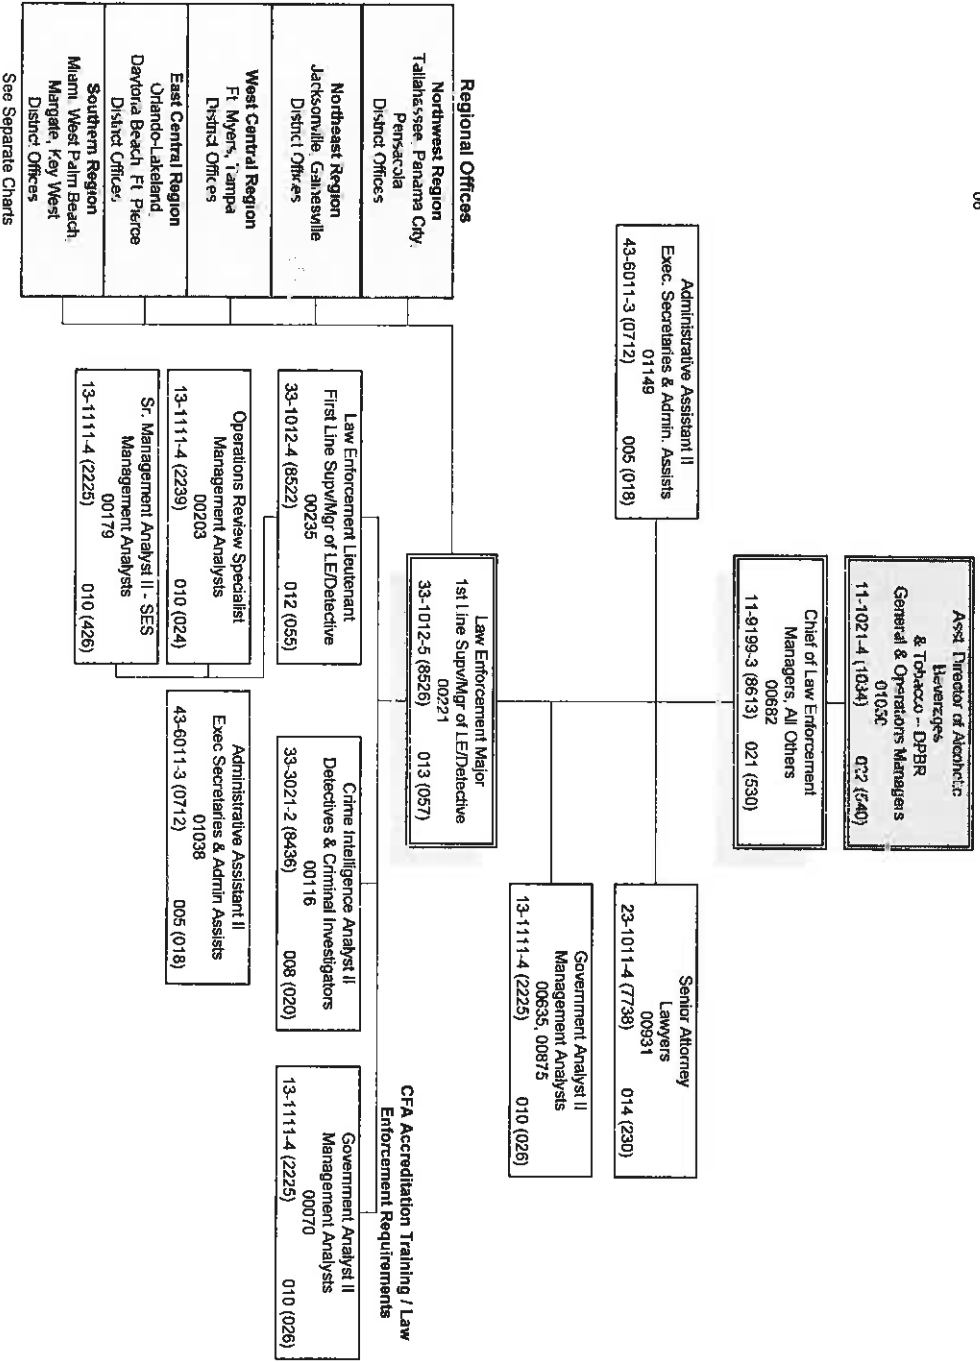 06
Asst. Director of Alcoholic
Beverages
& Tobacco -- DPBR
General & Operations Managers
01030
11-1021-4 (1034) 022 (540)
Chief of Law Enforcement
Managers, All Others
00682
11-9199-3 (8613) 021 (530)
Administrative Assistant II
Exec. Secretaries & Admin. Assists
01149
43-6011-3 (0712) 005 (018)
Senior Attorney
Lawyers
00931
23-1011-4 (7738) 014 (230)
Government Analyst II
Management Analysts
00635, 00875
13-1111-4 (2225) 010 (026)
Law Enforcement Major
1st Line Supv/Mgr of LE/Detective
00221
33-1012-5 (8526) 013 (057)
Regional Offices
Northwest Region
Tallahassee, Panama City,
Pensacola
District Offices
Northeast Region
Jacksonville, Gainesville
District Offices
West Central Region
Ft. Myers, Tampa
District Offices
East Central Region
Orlando-Lakeland,
Daytona Beach, Ft. Pierce
District Offices
Southern Region
Miami, West Palm Beach,
Margate, Key West
District Offices
See Separate Charts
CFA Accreditation Training / Law
Enforcement Requirements
Law Enforcement Lieutenant
First Line Supv/Mgr of LE/Detective
00235
33-1012-4 (8522) 012 (055)
Crime Intelligence Analyst II
Detectives & Criminal Investigators
00116
33-3021-2 (8436) 008 (020)
Government Analyst II
Management Analysts
00070
13-1111-4 (2225) 010 (026)
Operations Review Specialist
Management Analysts
00203
13-1111-4 (2239) 010 (024)
Administrative Assistant II
Exec Secretaries & Admin Assists
01038
43-6011-3 (0712) 005 (018)
Sr. Management Analyst II - SES
Management Analysts
00179
13-1111-4 (2225) 010 (426)